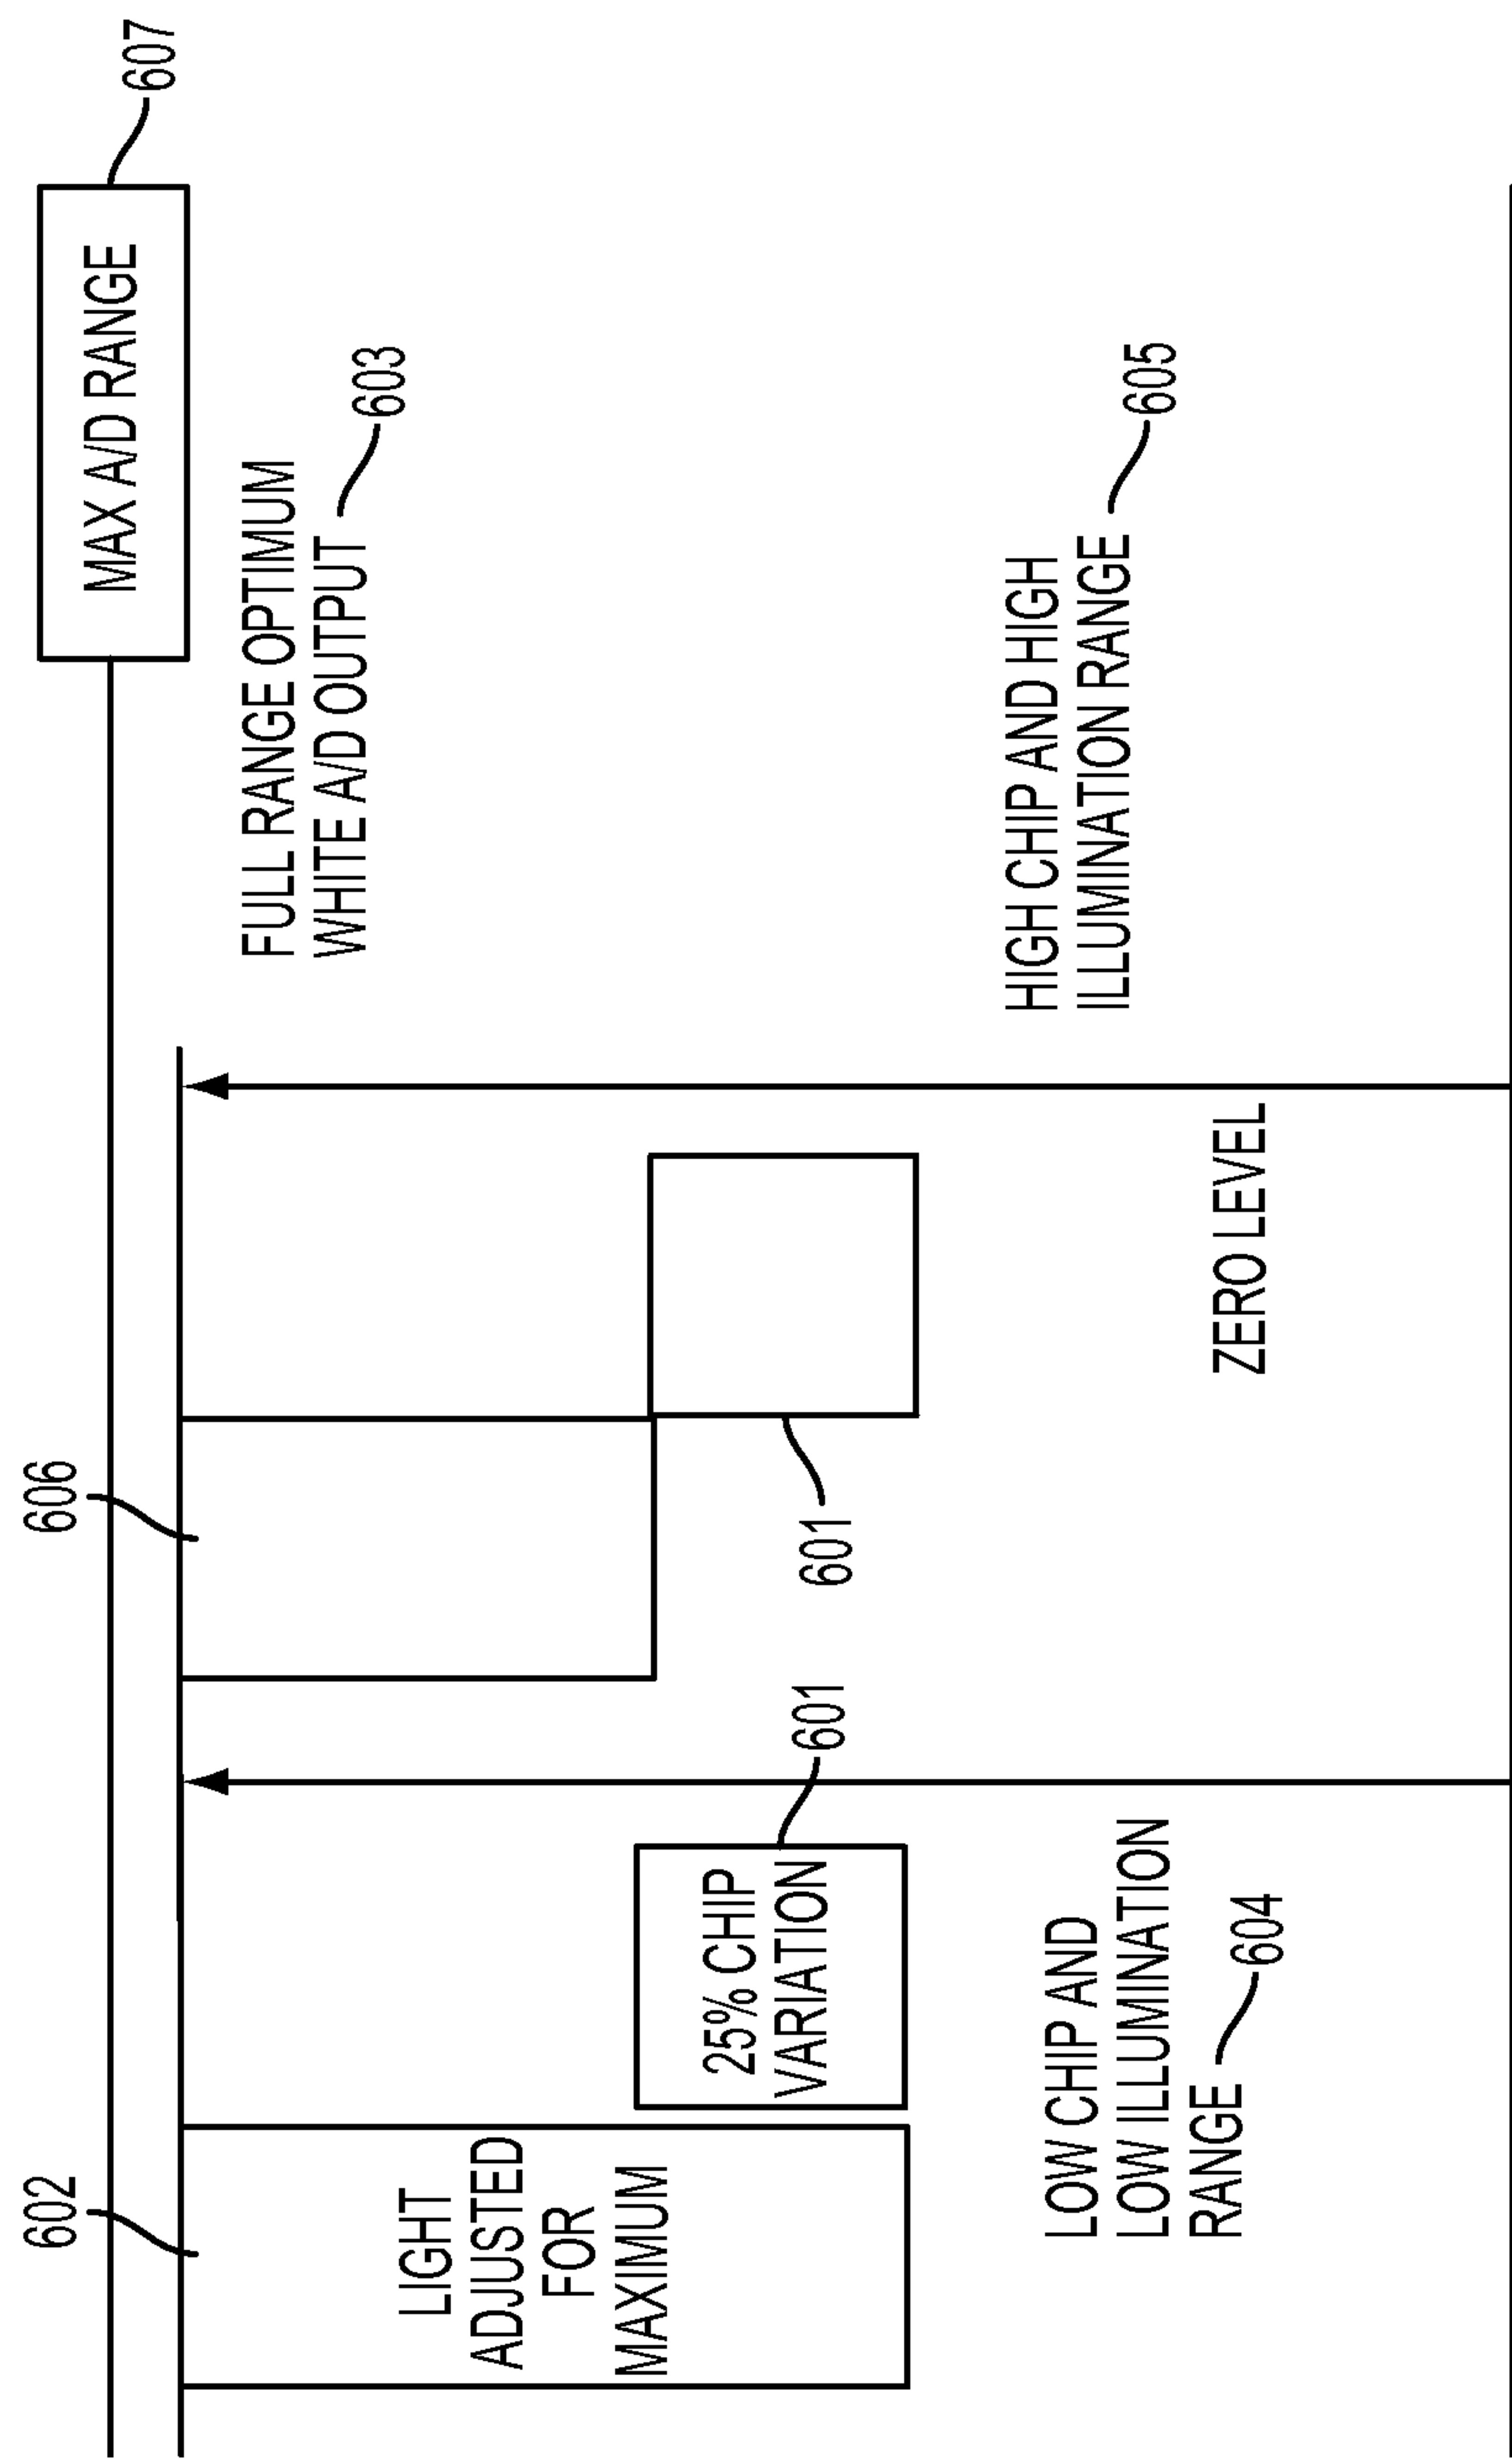 607
MAX A/D RANGE
FULL RANGE OPTIMUM
WHITE A/D OUTPUT
603
HIGH CHIP AND HIGH
ILLUMINATION RANGE
605
606
601
ZERO LEVEL
602
LIGHT
ADJUSTED
FOR
MAXIMUM
25% CHIP
VARIATION
601
LOW CHIP AND
LOW ILLUMINATION
RANGE
604